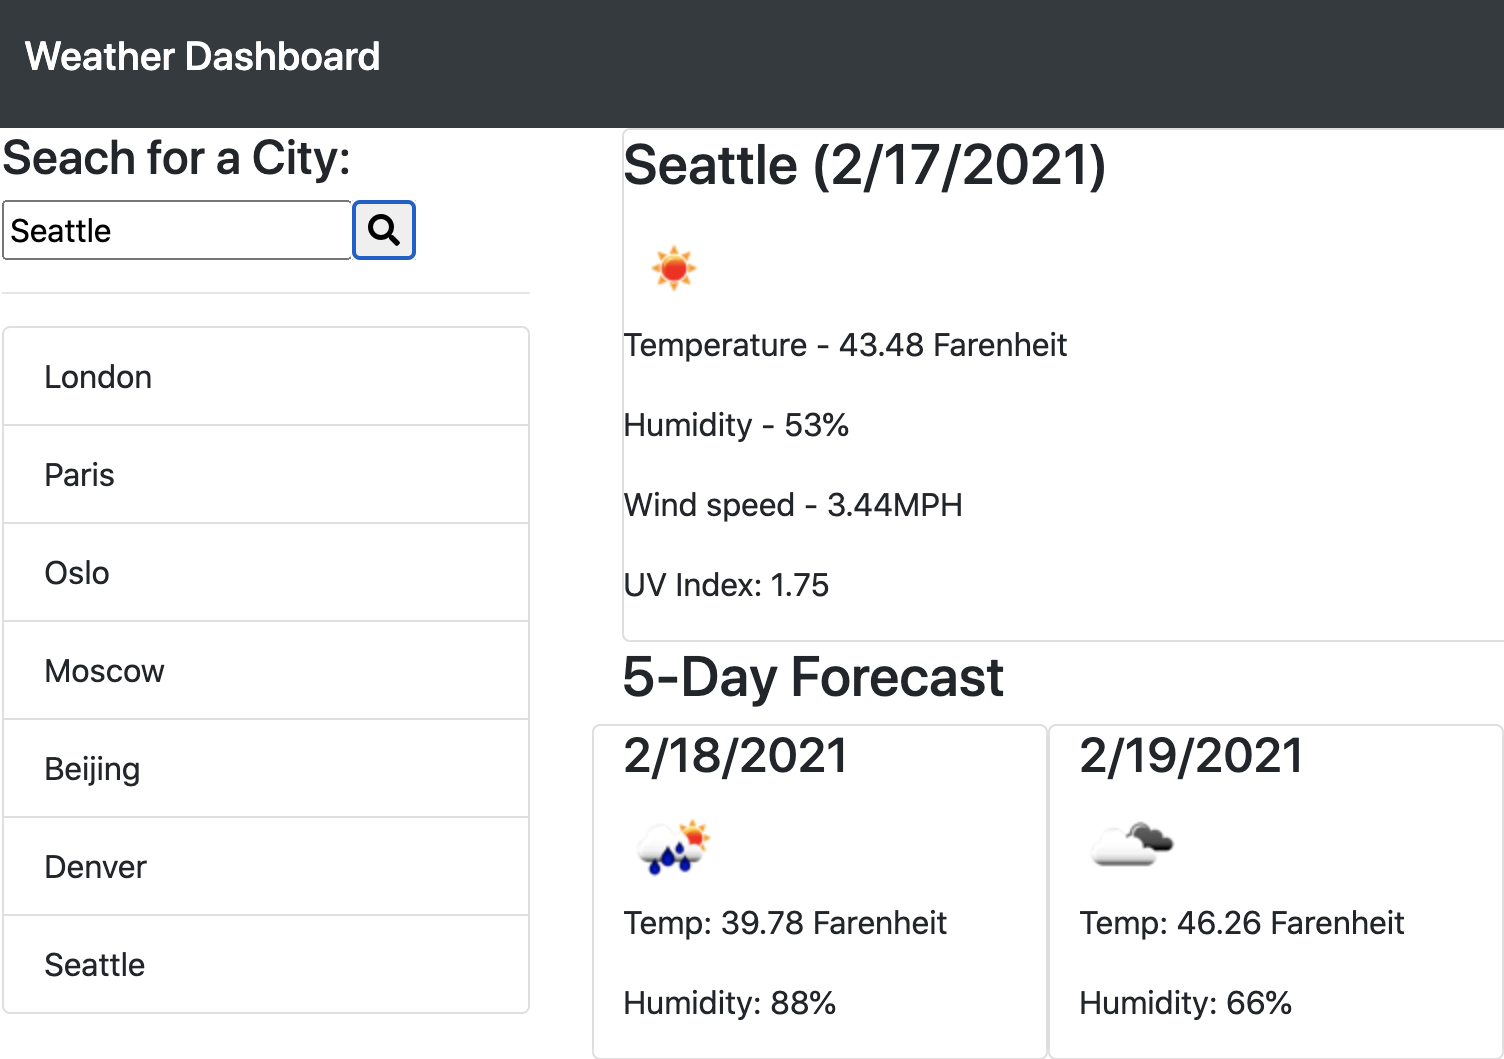 Weather Dashboard
Seach for a City:
Seattle
London
Paris
Oslo
Moscow
Beijing
Denver
Seattle
Seattle (2/17/2021)
Temperature - 43.48 Farenheit
Humidity - 53%
Wind speed - 3.44MPH
UV Index: 1.75
5-Day Forecast
2/18/2021
Temp: 39.78 Farenheit
Humidity: 88%
2/19/2021
Temp: 46.26 Farenheit
Humidity: 66%